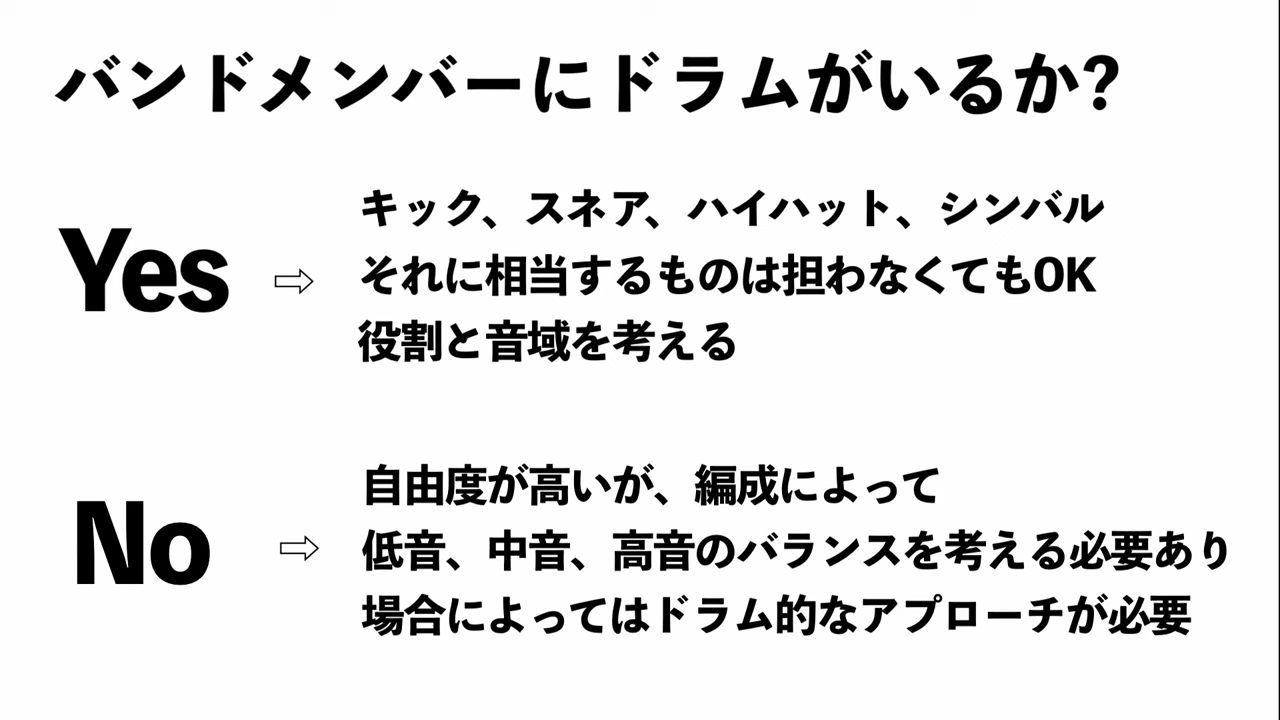 バンドメンバーにドラムがいるか?
Yes
⇨
キック、スネア、ハイハット、シンバル
それに相当するものは担わなくてもOK
役割と音域を考える
No
⇨
自由度が高いが、編成によって
低音、中音、高音のバランスを考える必要あり
場合によってはドラム的なアプローチが必要